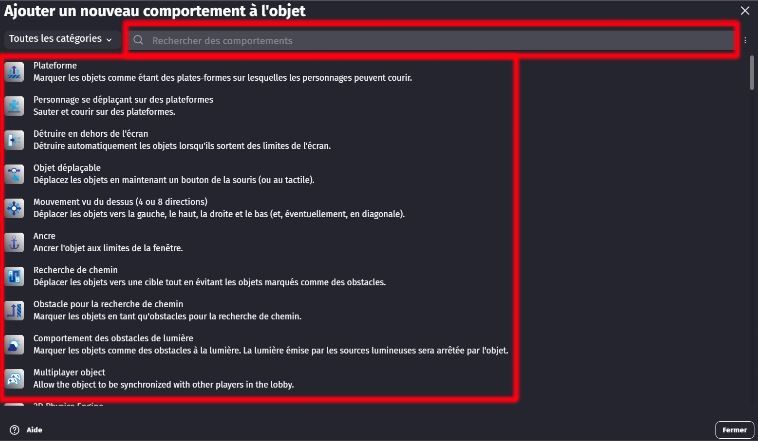 Ajouter un nouveau comportement à l'objet
Toutes les catégories
Rechercher des comportements
Plateforme
Marquer les objets comme étant des plates-formes sur lesquelles les personnages peuvent courir.
Personnage se déplaçant sur des plateformes
Sauter et courir sur des plateformes.
Détruire en dehors de l'écran
Détruire automatiquement les objets lorsqu'ils sortent des limites de l'écran.
Objet déplaçable
Déplacez les objets en maintenant un bouton de la souris (ou au tactile).
Mouvement vu du dessus (4 ou 8 directions)
Déplacer les objets vers la gauche, le haut, la droite et le bas (et, éventuellement, en diagonale).
Ancre
Ancrer l'objet aux limites de la fenêtre.
Recherche de chemin
Déplacer les objets vers une cible tout en évitant les objets marqués comme des obstacles.
Obstacle pour la recherche de chemin
Marquer les objets en tant qu'obstacles pour la recherche de chemin.
Comportement des obstacles de lumière
Marquer les objets comme des obstacles à la lumière. La lumière émise par les sources lumineuses sera arrêtée par l'objet.
Multiplayer object
Allow the object to be synchronized with other players in the lobby.
3D Physics Engine
Aide
Fermer